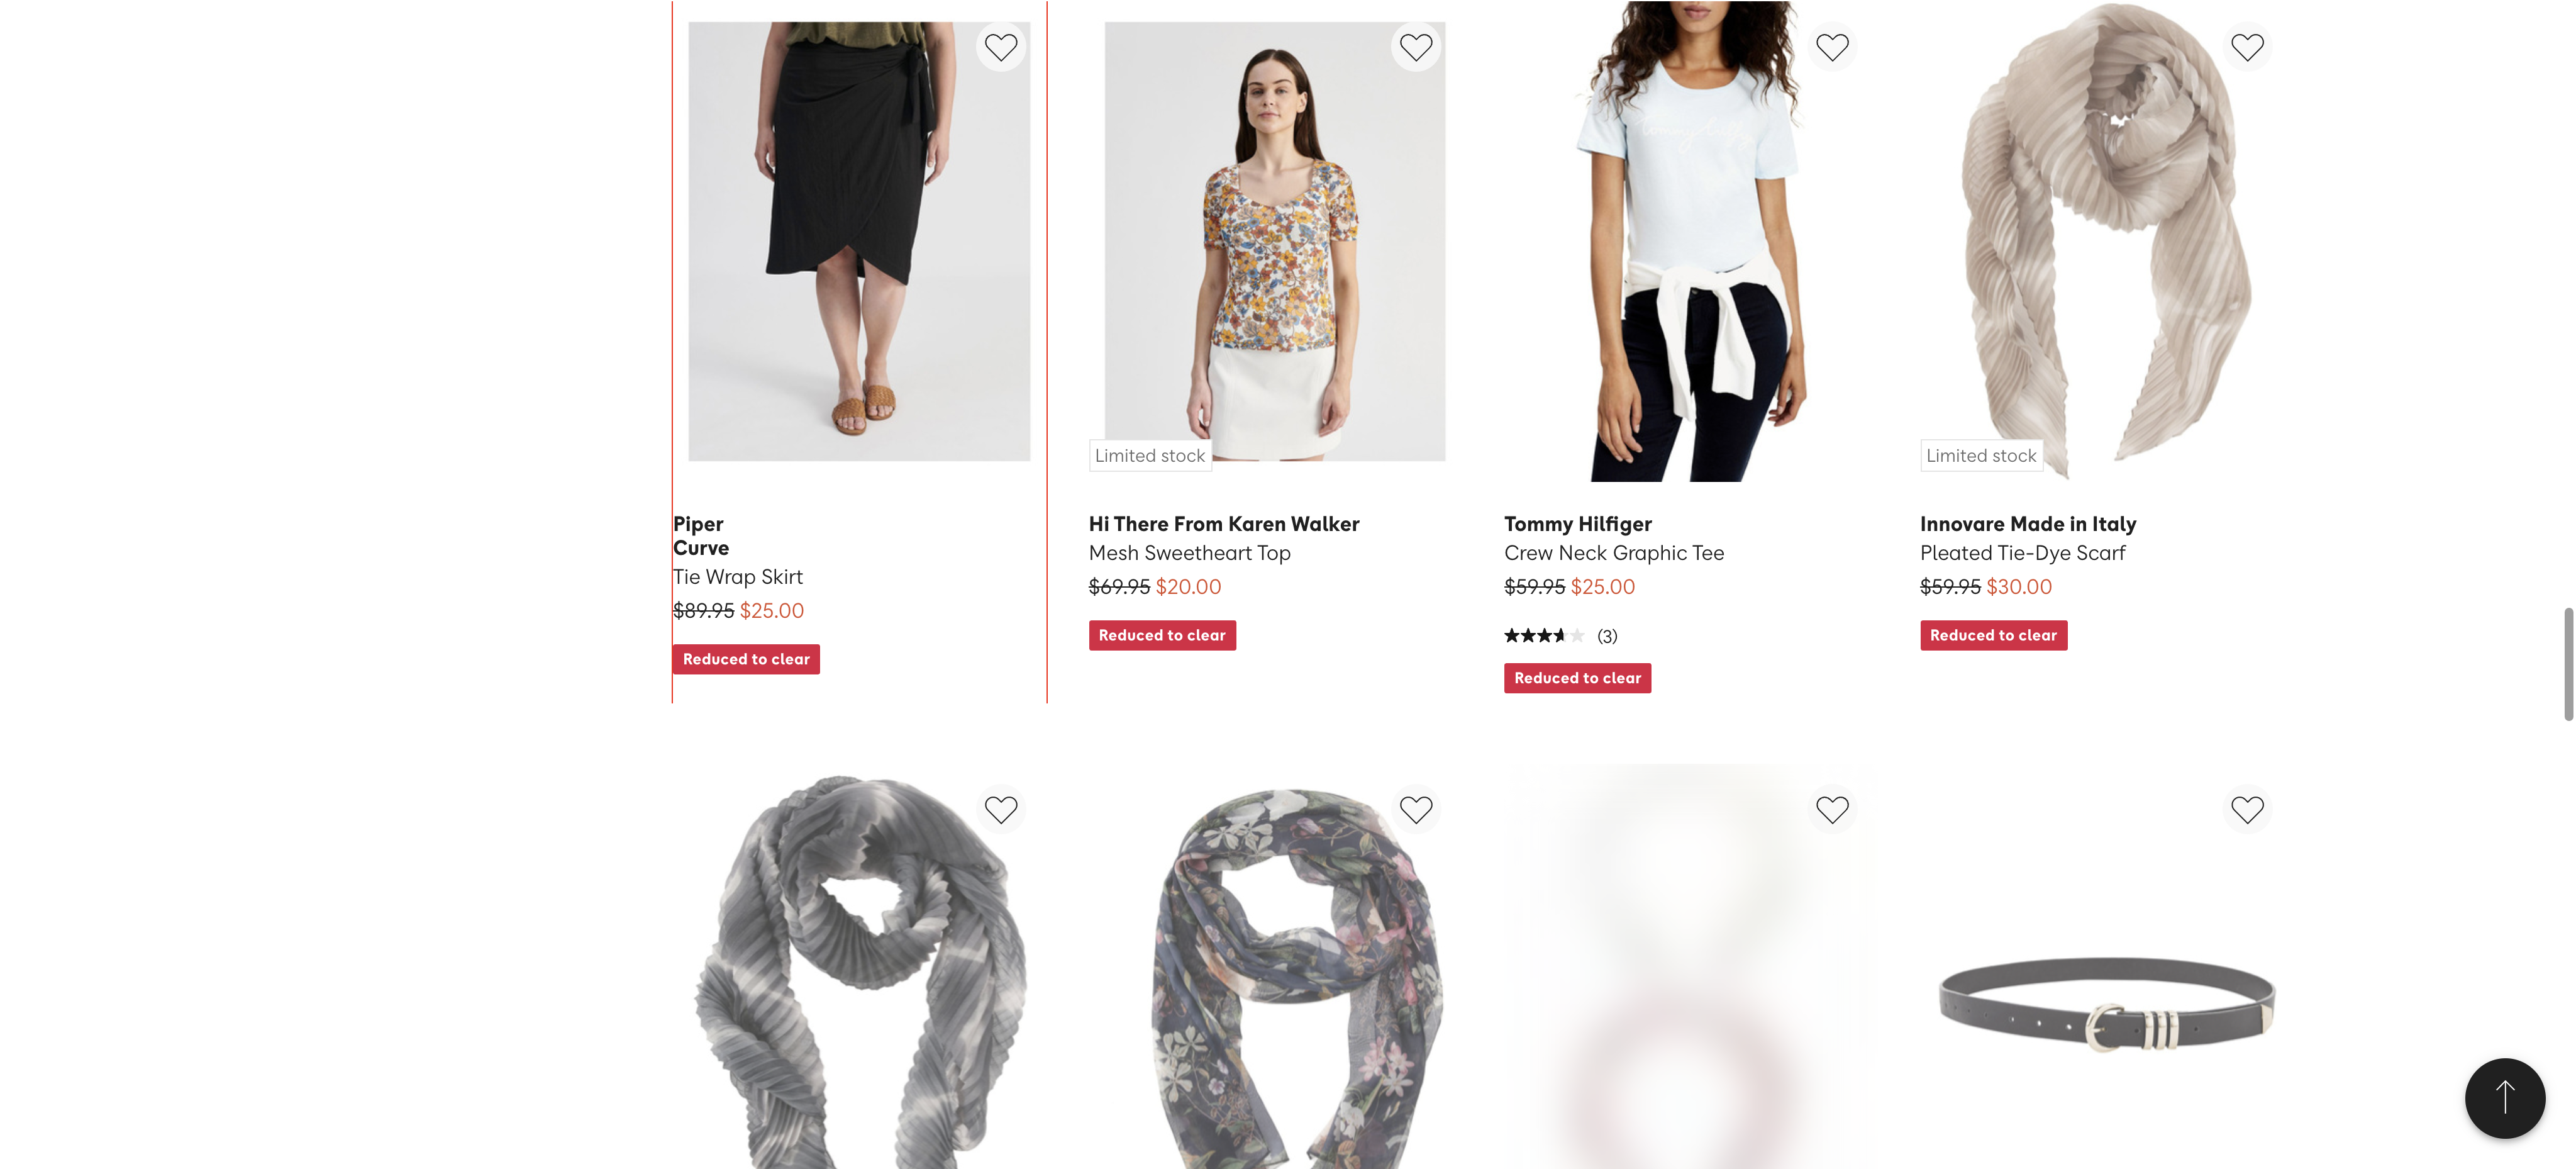 Limited stock
Limited stock
Piper
Curve
Tie Wrap Skirt
$89.95 $25.00
Reduced to clear
Hi There From Karen Walker
Mesh Sweetheart Top
$69.95 $20.00
Reduced to clear
Tommy Hilfiger
Crew Neck Graphic Tee
$59.95 $25.00
(3)
Reduced to clear
Innovare Made in Italy
Pleated Tie-Dye Scarf
$59.95 $30.00
Reduced to clear